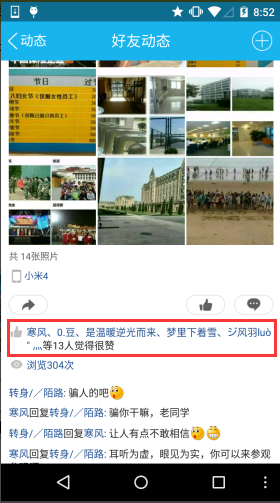 8:52
动态
好友动态
节日
共 14张照片
小米4
寒风、0.豆、是温暖逆光而来、梦里下着雪、ジ风羽luò
"灬等13人觉得很赞
浏览304次
转身/╱陌路: 骗人的吧
寒风回复转身/╱陌路: 骗你干嘛，老同学
转身/╱陌路回复寒风: 让人有点不敢相信
寒风回复转身/╱陌路: 耳听为虚，眼见为实，你可以来参观